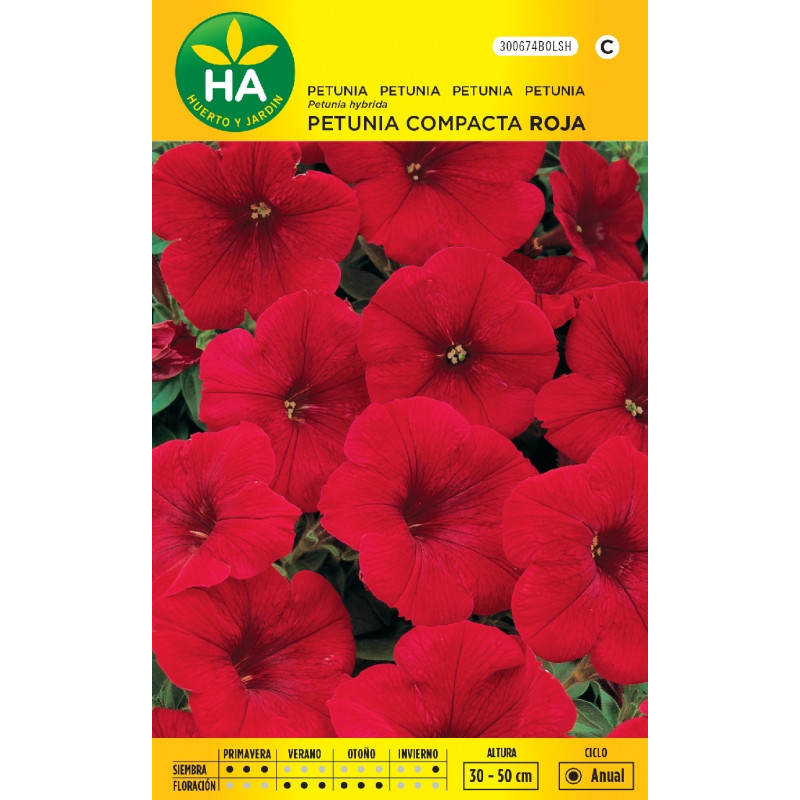 HA
HUERTO Y JARDIN
300674BOLSH C
PETUNIA PETUNIA PETUNIA PETUNIA
Petunia hybrida
PETUNIA COMPACTA ROJA
PRIMAVERA VERANO OTOÑO INVIERNO
SIEMBRA
FLORACIÓN
ALTURA
30 - 50 cm
CICLO
Anual